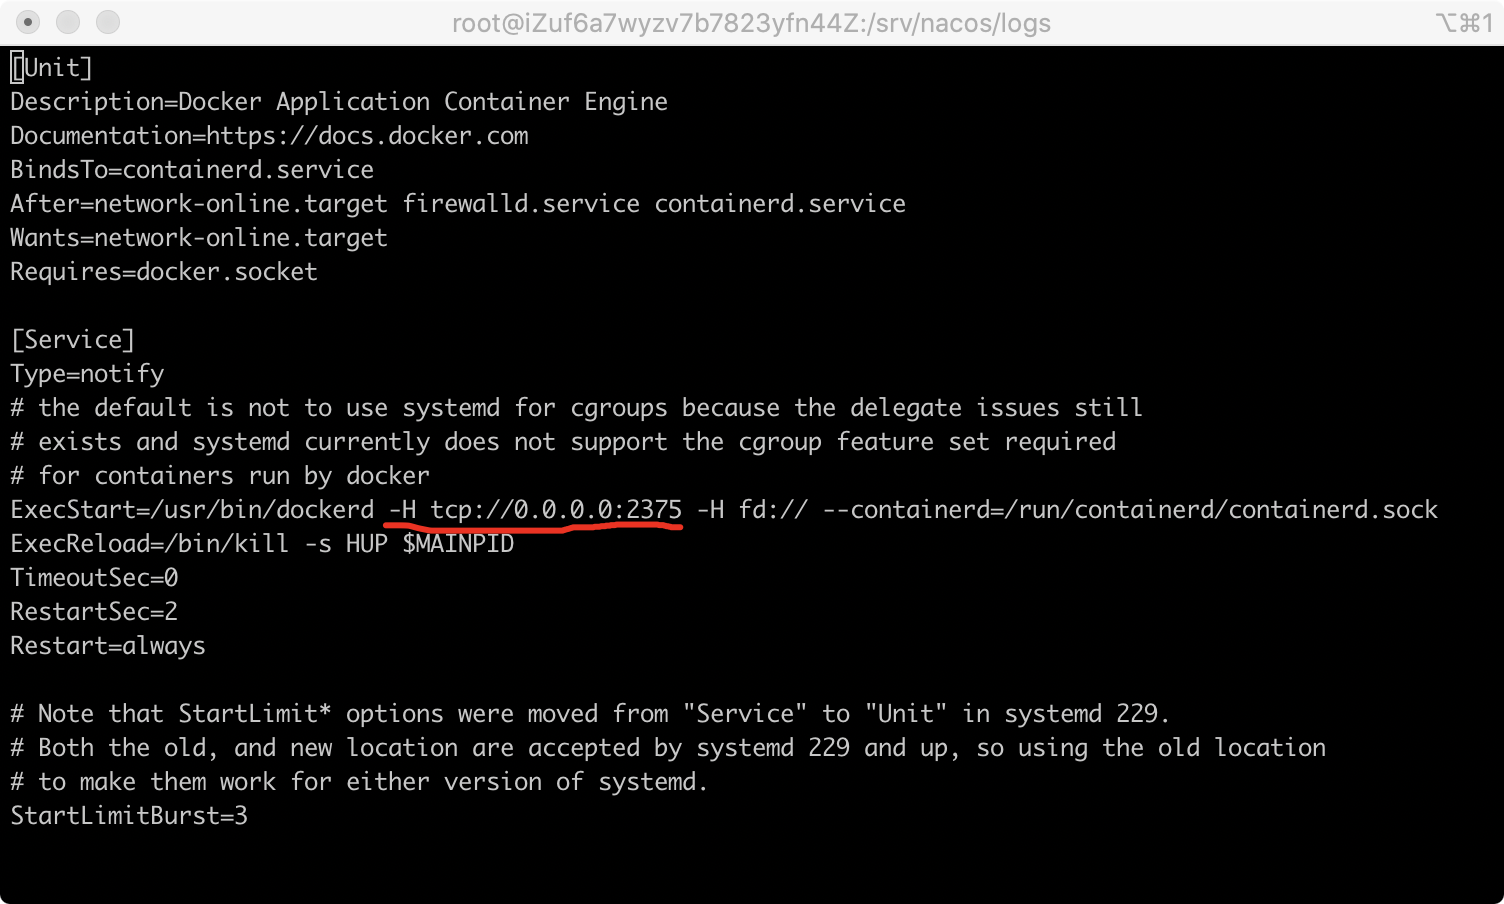 root@iZuf6a7wyzv7b7823yfn44Z:/srv/nacos/logs
⌥⌘1
[Unit]
Description=Docker Application Container Engine
Documentation=https://docs.docker.com
BindsTo=containerd.service
After=network-online.target firewalld.service containerd.service
Wants=network-online.target
Requires=docker.socket

[Service]
Type=notify
# the default is not to use systemd for cgroups because the delegate issues still
# exists and systemd currently does not support the cgroup feature set required
# for containers run by docker
ExecStart=/usr/bin/dockerd -H tcp://0.0.0.0:2375 -H fd:// --containerd=/run/containerd/containerd.sock
ExecReload=/bin/kill -s HUP $MAINPID
TimeoutSec=0
RestartSec=2
Restart=always

# Note that StartLimit* options were moved from "Service" to "Unit" in systemd 229.
# Both the old, and new location are accepted by systemd 229 and up, so using the old location
# to make them work for either version of systemd.
StartLimitBurst=3